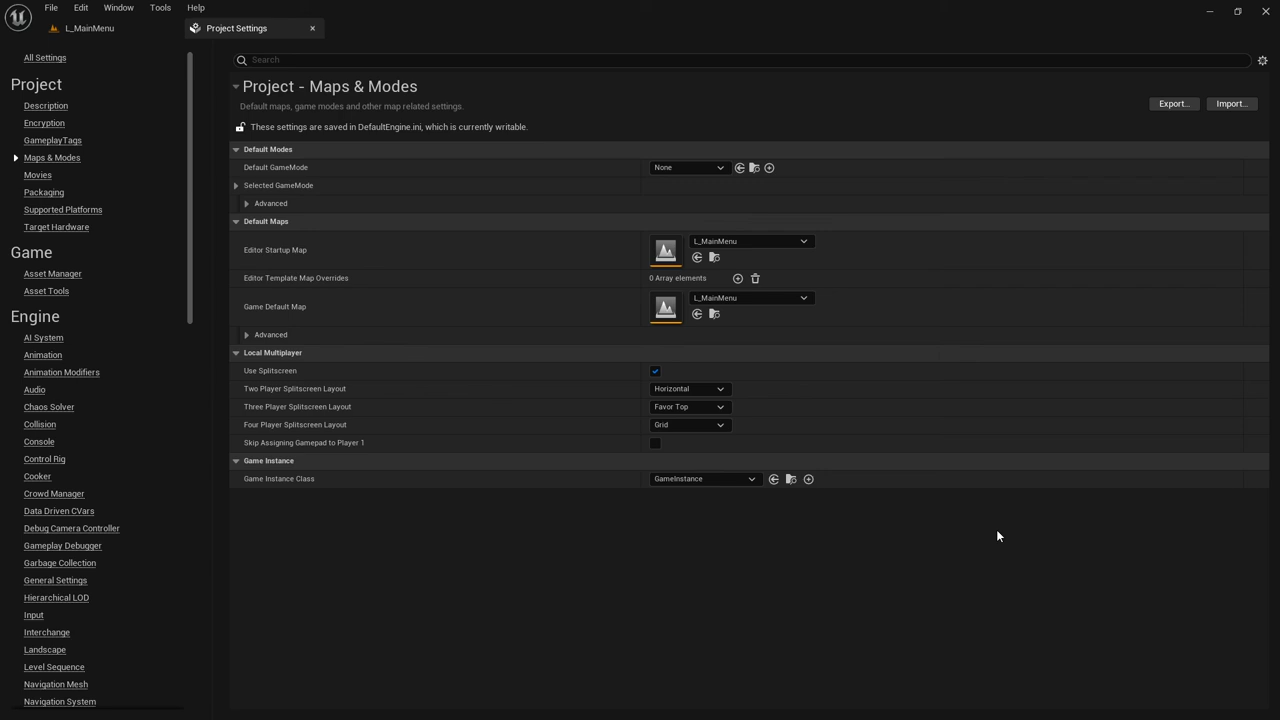 File Edit Window Tools Help
L_MainMenu Project Settings
All Settings
Search
Project
Project - Maps & Modes
Description
Default maps, game modes and other map related settings.
Export... Import...
Encryption
These settings are saved in DefaultEngine.ini, which is currently writable.
GameplayTags
Default Modes
Maps & Modes
Default GameMode None
Movies
Selected GameMode
Packaging
Advanced
Supported Platforms
Default Maps
Target Hardware
Editor Startup Map L_MainMenu
Game
Asset Manager
Editor Template Map Overrides 0 Array elements
Asset Tools
Game Default Map L_MainMenu
Engine
Advanced
AI System
Local Multiplayer
Animation
Use Splitscreen
Animation Modifiers
Two Player Splitscreen Layout Horizontal
Audio
Three Player Splitscreen Layout Favor Top
Chaos Solver
Four Player Splitscreen Layout Grid
Collision
Skip Assigning Gamepad to Player 1
Console
Game Instance
Control Rig
Game Instance Class GameInstance
Cooker
Crowd Manager
Data Driven CVars
Debug Camera Controller
Gameplay Debugger
Garbage Collection
General Settings
Hierarchical LOD
Input
Interchange
Landscape
Level Sequence
Navigation Mesh
Navigation System